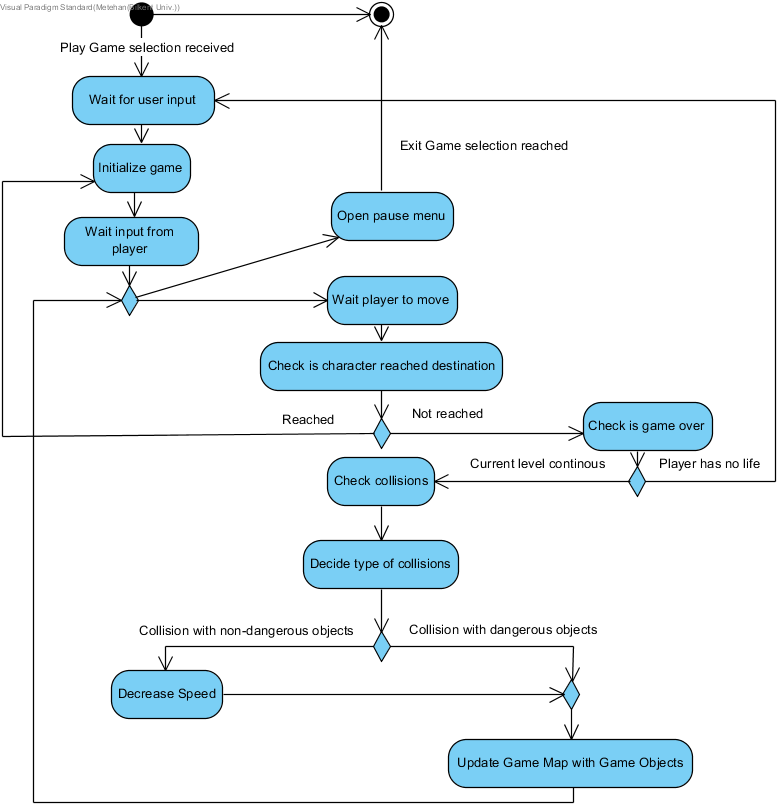 Visual Paradigm Standard(Metehan(Bilkent Univ.))
Play Game selection received
Wait for user input
Exit Game selection reached
Initialize game
Open pause menu
Wait input from
player
Wait player to move
Check is character reached destination
Reached
Not reached
Check is game over
Current level continous
Player has no life
Check collisions
Decide type of collisions
Collision with non-dangerous objects
Collision with dangerous objects
Decrease Speed
Update Game Map with Game Objects